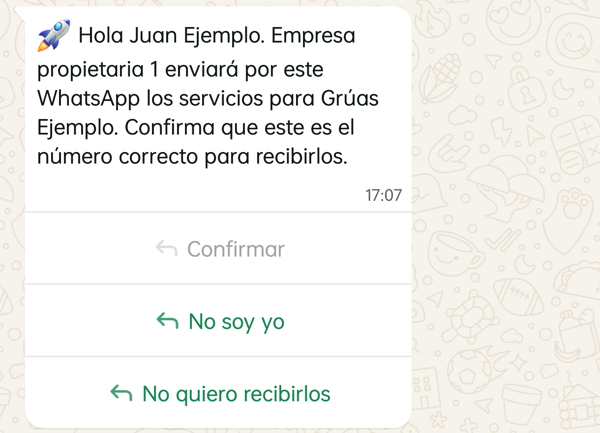 🚀 Hola Juan Ejemplo. Empresa
propietaria 1 enviará por este
WhatsApp los servicios para Grúas
Ejemplo. Confirma que este es el
número correcto para recibirlos.
17:07
Confirmar
No soy yo
No quiero recibirlos